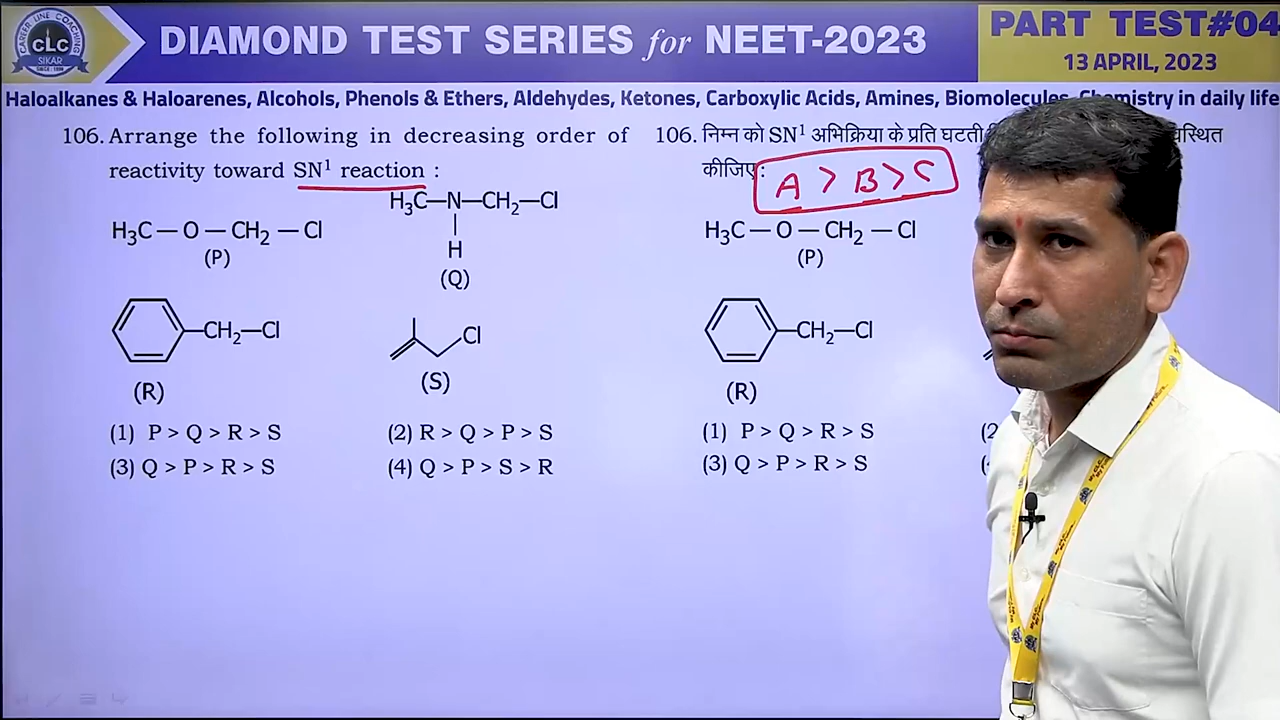 CAREER LINE COACHING
CLC
SIKAR
SINCE : 1996
DIAMOND TEST SERIES for NEET-2023
PART TEST#04
13 APRIL, 2023
Haloalkanes & Haloarenes, Alcohols, Phenols & Ethers, Aldehydes, Ketones, Carboxylic Acids, Amines, Biomolecules, Chemistry in daily life
106. Arrange the following in decreasing order of
reactivity toward SN¹ reaction :
H₃C—O—CH₂—Cl
(P)
H₃C—N—CH₂—Cl
H
(Q)
CH₂—Cl
(R)
Cl
(S)
(1) P > Q > R > S
(2) R > Q > P > S
(3) Q > P > R > S
(4) Q > P > S > R
106. निम्न को SN¹ अभिक्रिया के प्रति घटती
कीजिए :
A > B > C
H₃C—O—CH₂—Cl
(P)
CH₂—Cl
(R)
(1) P > Q > R > S
(2
(3) Q > P > R > S